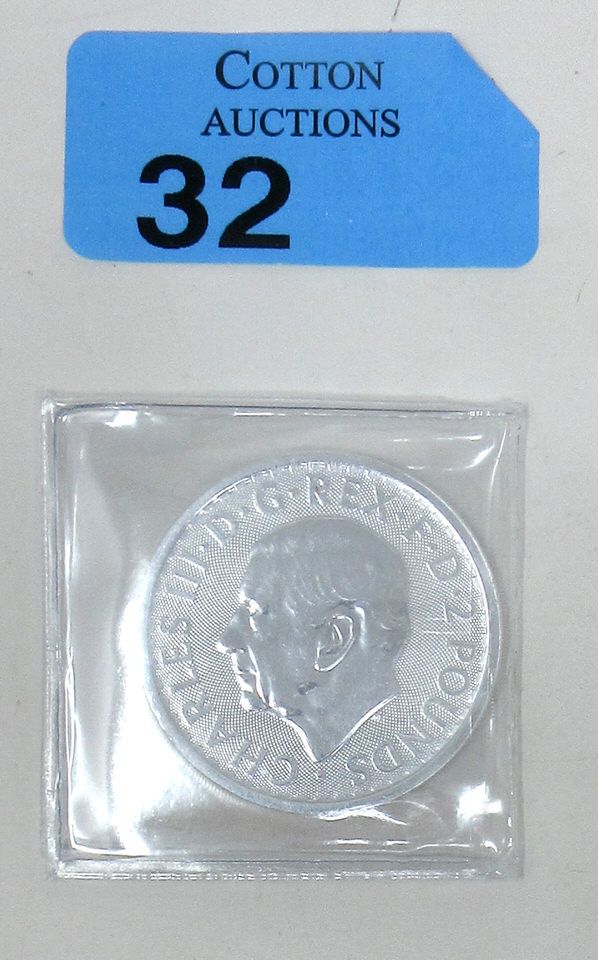 COTTON
AUCTIONS
32
CHARLES III·D·G·REX·F·D·2 POUNDS·